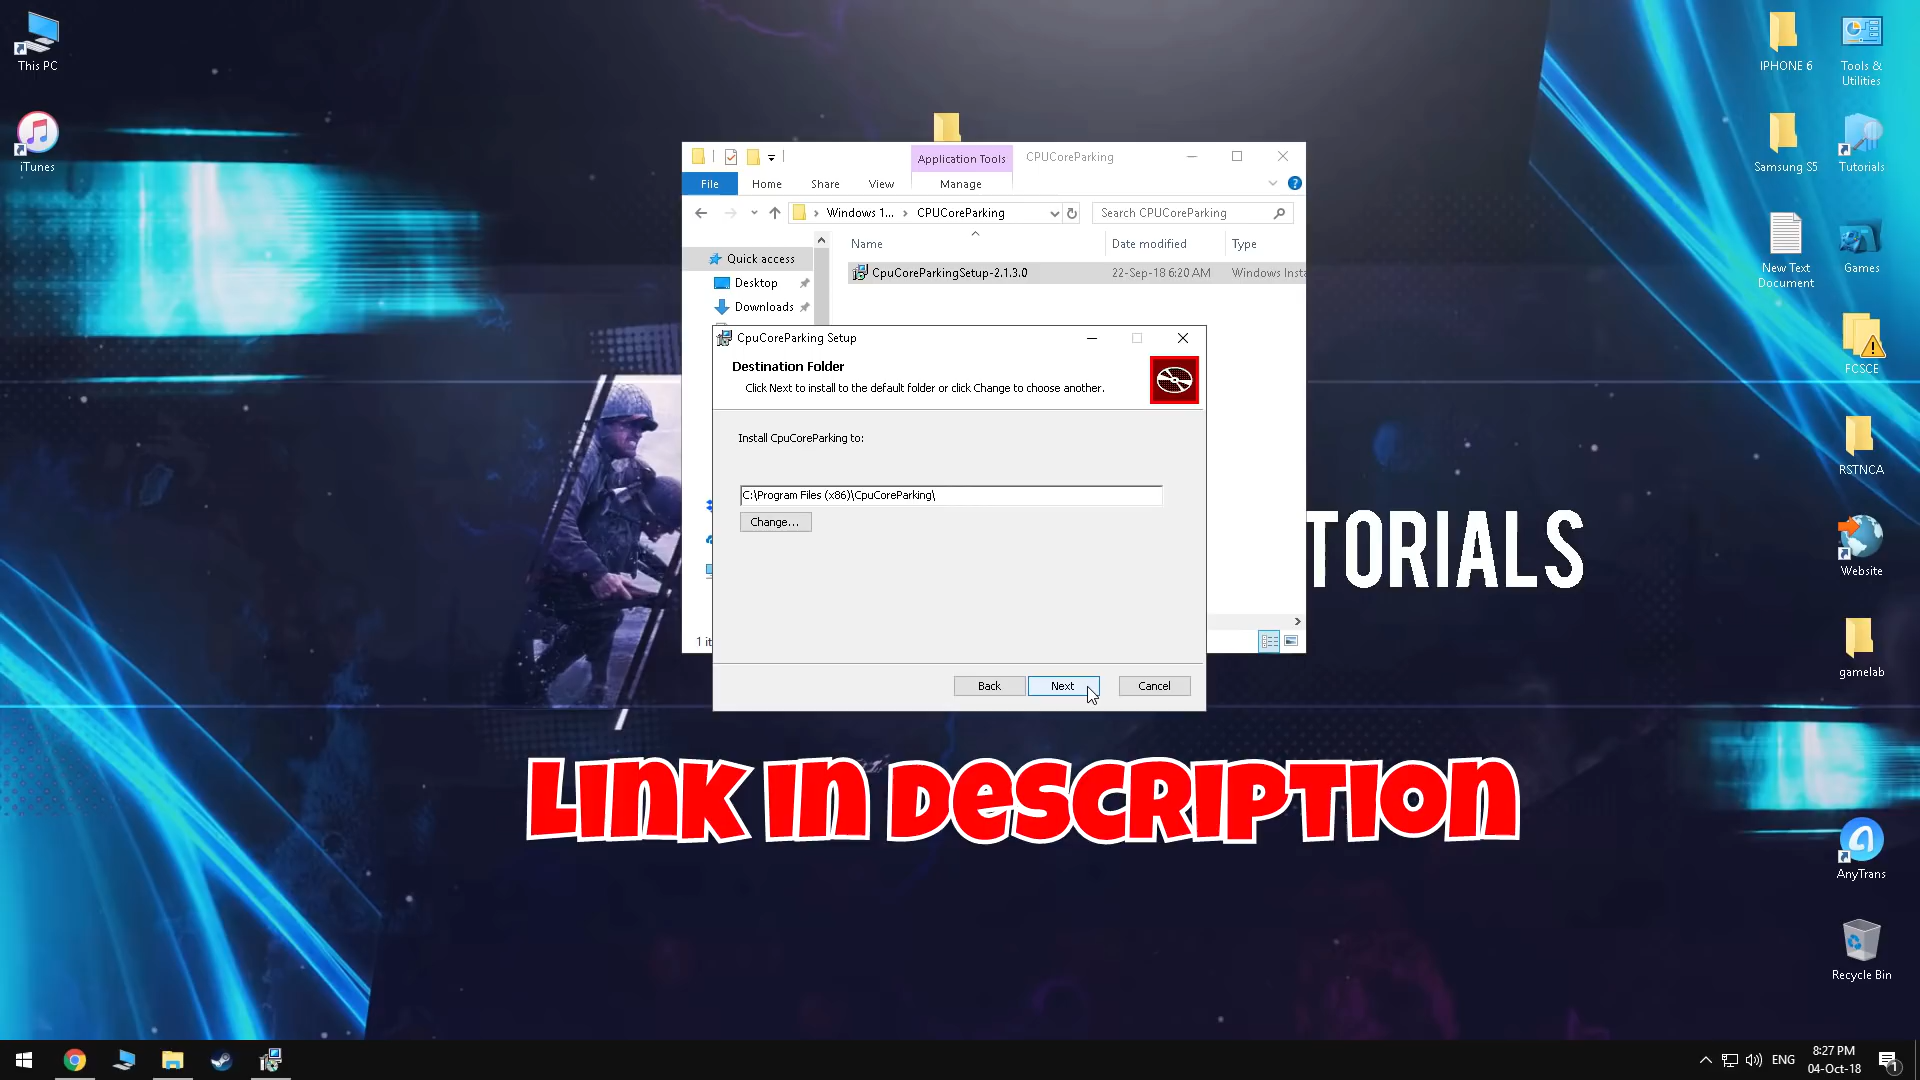 This PC
iTunes
Application Tools
CPUCoreParking
File
Home
Share
View
Manage
Windows 1...
CPUCoreParking
Search CPUCoreParking
Name
Date modified
Type
Quick access
CpuCoreParkingSetup-2.1.3.0
22-Sep-18 6:20 AM
Windows Insta
Desktop
Downloads
CpuCoreParking Setup
Destination Folder
Click Next to install to the default folder or click Change to choose another.
Install CpuCoreParking to:
C:\Program Files (x86)\CpuCoreParking\
Change...
1 it
Back
Next
Cancel
TORIALS
Link in Description
IPHONE 6
Tools &
Utilities
Samsung S5
Tutorials
New Text
Document
Games
FCSCE
RSTNCA
Website
gamelab
AnyTrans
Recycle Bin
ENG
8:27 PM
04-Oct-18
1